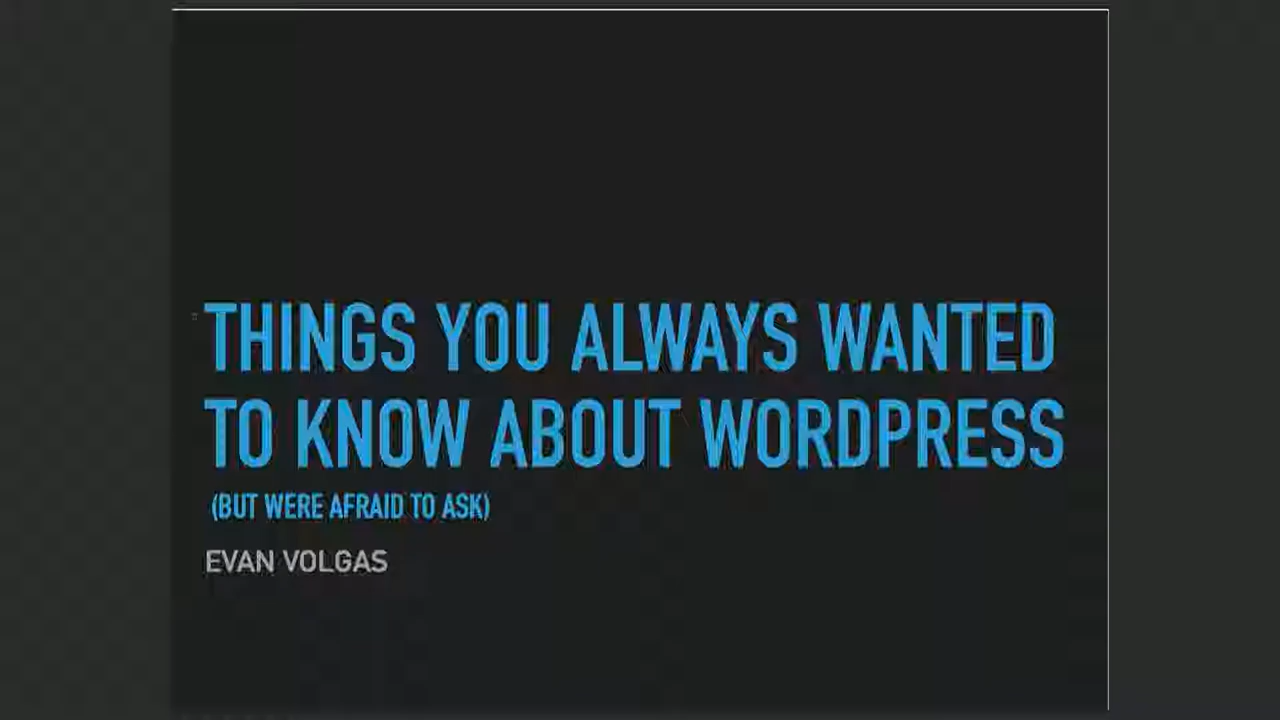 THINGS YOU ALWAYS WANTED
TO KNOW ABOUT WORDPRESS
(BUT WERE AFRAID TO ASK)
EVAN VOLGAS